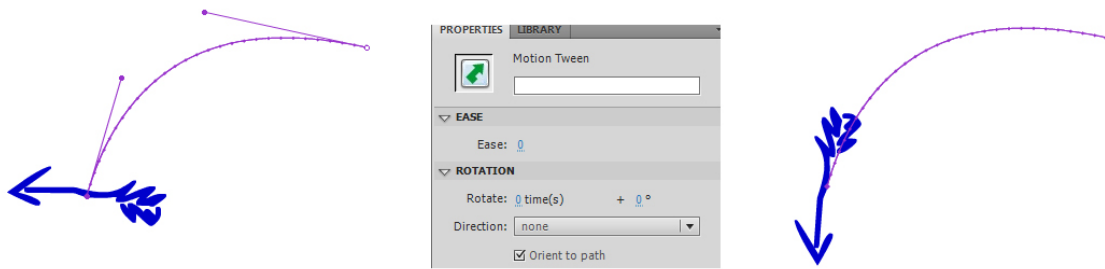 PROPERTIES LIBRARY
Motion Tween
EASE
Ease: 0
ROTATION
Rotate: 0 time(s) + 0 °
Direction: none
Orient to path